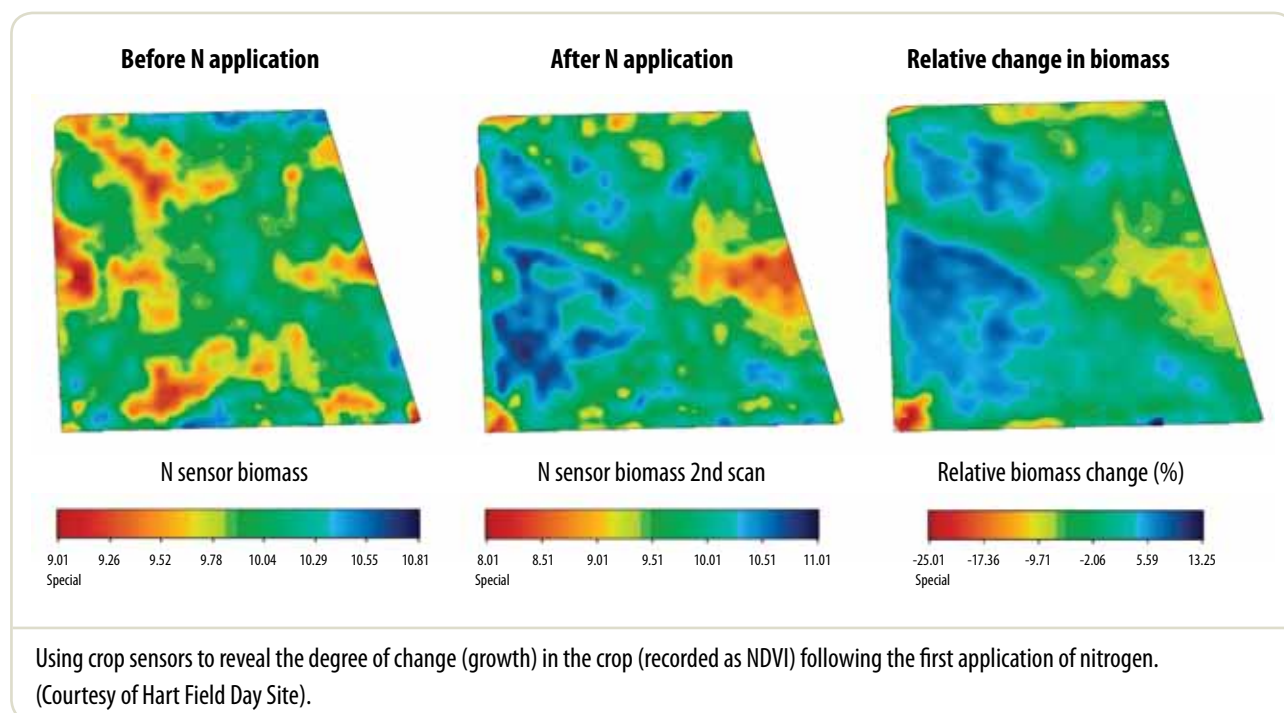 Before N application
After N application
Relative change in biomass
N sensor biomass
9.01 9.26 9.52 9.78 10.04 10.29 10.55 10.81
Special
N sensor biomass 2nd scan
8.01 8.51 9.01 9.51 10.01 10.51 11.01
Special
Relative biomass change (%)
-25.01 -17.36 -9.71 -2.06 5.59 13.25
Special
Using crop sensors to reveal the degree of change (growth) in the crop (recorded as NDVI) following the first application of nitrogen.
(Courtesy of Hart Field Day Site).